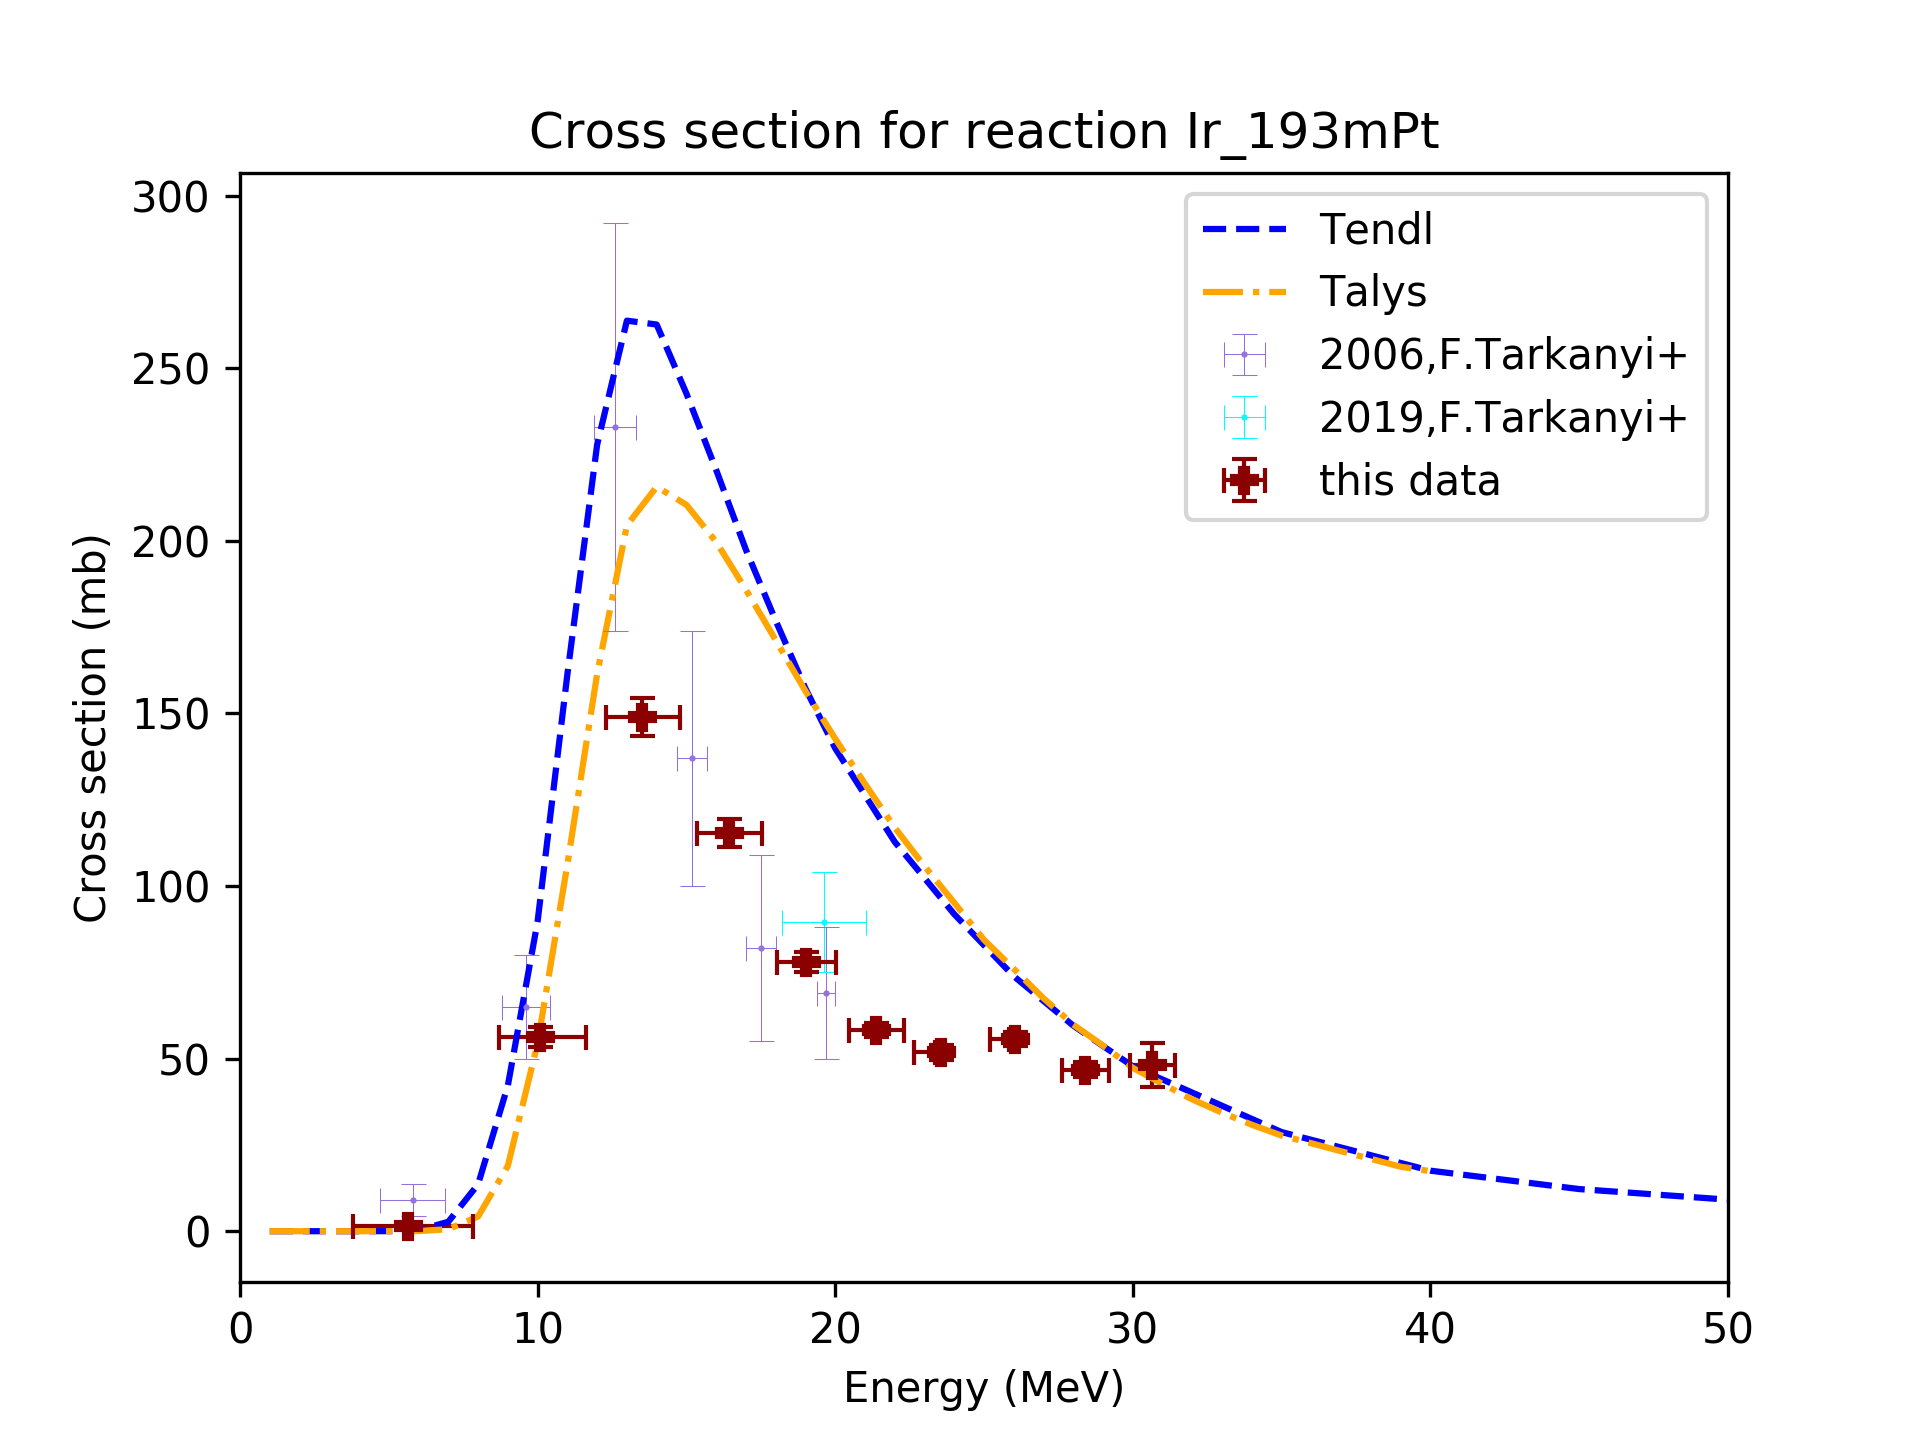 Cross section for reaction Ir_193mPt
300
250
200
150
100
50
0
Cross section (mb)
Tendl
Talys
2006,F.Tarkanyi+
2019,F.Tarkanyi+
this data
0 10 20 30 40 50
Energy (MeV)